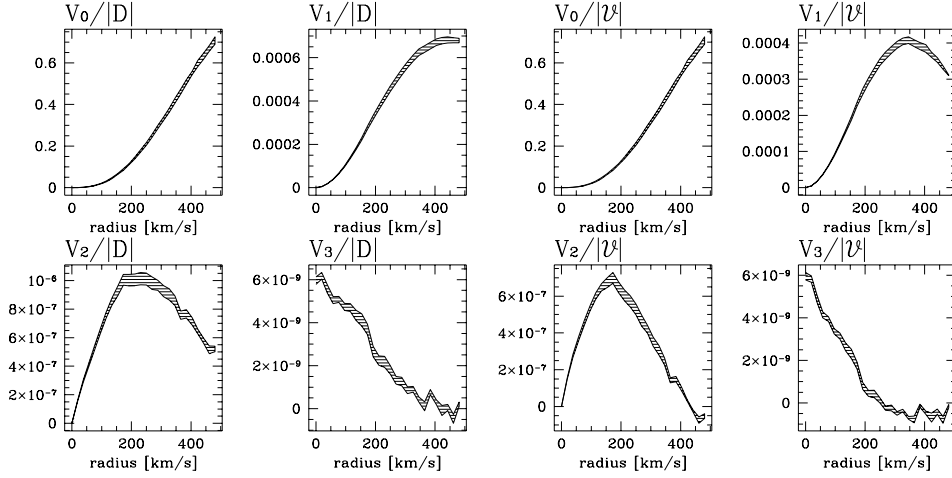 V₀/|D| V₁/|D| V₀/|𝒱| V₁/|𝒱|
0.6 0.0006 0.6 0.0004
0.4 0.0004 0.4 0.0003
0.2 0.0002 0.2 0.0002
0 0 0 0.0001
0
0 200 400 0 200 400 0 200 400 0 200 400
radius [km/s] radius [km/s] radius [km/s] radius [km/s]
V₂/|D| V₃/|D| V₂/|𝒱| V₃/|𝒱|
10⁻⁶ 6×10⁻⁹ 6×10⁻⁷ 6×10⁻⁹
8×10⁻⁷ 4×10⁻⁹ 4×10⁻⁷ 4×10⁻⁹
6×10⁻⁷ 2×10⁻⁹ 2×10⁻⁷ 2×10⁻⁹
4×10⁻⁷ 0 0 0
2×10⁻⁷
0
0 200 400 0 200 400 0 200 400 0 200 400
radius [km/s] radius [km/s] radius [km/s] radius [km/s]